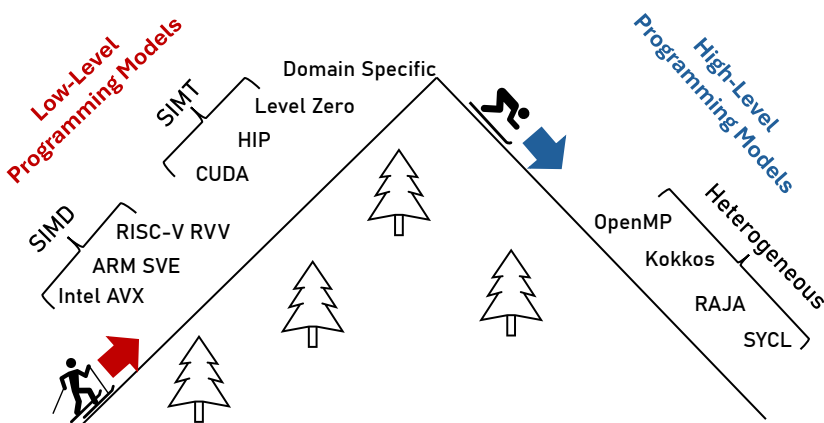 Low-Level
Programming Models
SIMT
Domain Specific
Level Zero
HIP
CUDA
SIMD
RISC-V RVV
ARM SVE
Intel AVX
High-Level
Programming Models
Heterogeneous
OpenMP
Kokkos
RAJA
SYCL